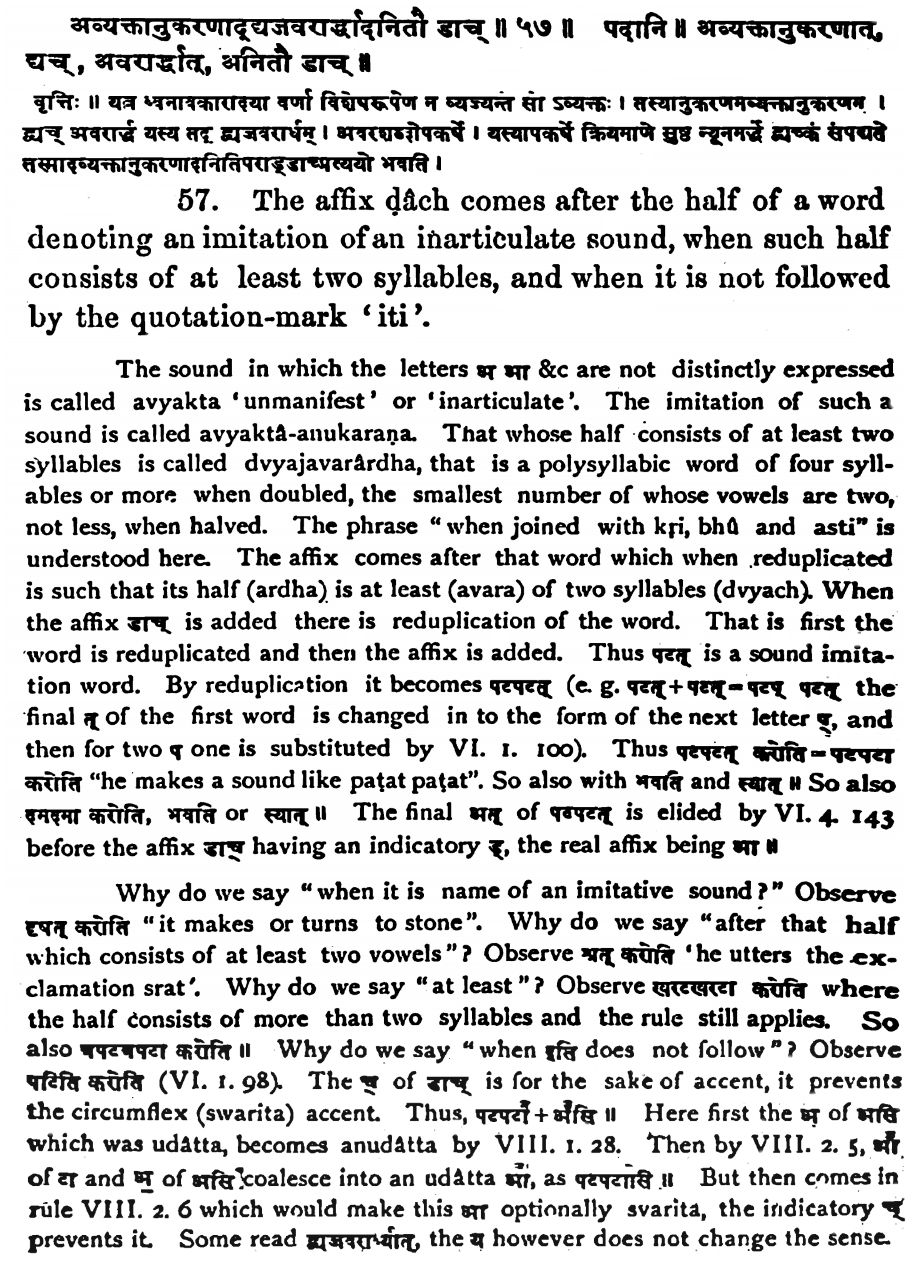 अव्यक्तानुकरणाद्द्यजवरार्द्धादनितौ डाच् ॥ ५७ ॥ पदानि ॥ अव्यक्तानुकरणात्,
द्यच्, अवरार्द्धात्, अनितौ डाच् ॥
वृत्तिः ॥ यत्र ध्वनावकारादया वर्णा विशेषरूपेण न व्यज्यन्ते सो ऽव्यक्तः । तस्यानुकरणमव्यक्तानुकरणम् ।
द्व्यच् अवरार्द्धं यस्य तद् द्व्यजवरार्धम् । अवरशब्दोपकर्षे । यस्यापकर्षे क्रियमाणे सुष्ठ न्यूनमर्द्धं द्व्यच्कं संपद्यते
तस्मादव्यक्तानुकरणादनितिपराड्डाच्प्रत्ययो भवति ।
57. The affix ḍâch comes after the half of a word
denoting an imitation of an inarticulate sound, when such half
consists of at least two syllables, and when it is not followed
by the quotation-mark ‘iti’.
The sound in which the letters अ आ &c are not distinctly expressed
is called avyakta ‘unmanifest’ or ‘inarticulate’. The imitation of such a
sound is called avyaktâ-anukaraṇa. That whose half consists of at least two
syllables is called dvyajavarârdha, that is a polysyllabic word of four syll-
ables or more when doubled, the smallest number of whose vowels are two,
not less, when halved. The phrase “when joined with kṛi, bhû and asti” is
understood here. The affix comes after that word which when reduplicated
is such that its half (ardha) is at least (avara) of two syllables (dvyach). When
the affix डाच् is added there is reduplication of the word. That is first the
word is reduplicated and then the affix is added. Thus पटत् is a sound imita-
tion word. By reduplication it becomes पटपटत् (e. g. पटत्+पटत्=पटप् पटत् the
final त् of the first word is changed in to the form of the next letter प्, and
then for two प one is substituted by VI. 1. 100). Thus पटपटत् करोति=पटपटा
करोति “he makes a sound like paṭat paṭat”. So also with भवति and स्यात् ॥ So also
दमदमा करोति, भवति or स्यात् ॥ The final अत् of पटपटत् is elided by VI. 4. 143
before the affix डाच् having an indicatory ड्, the real affix being आ ॥
Why do we say “when it is name of an imitative sound?” Observe
दृषत् करोति “it makes or turns to stone”. Why do we say “after that half
which consists of at least two vowels”? Observe श्रत् करोति ‘he utters the ex-
clamation srat’. Why do we say “at least”? Observe खरटखरटा करोति where
the half consists of more than two syllables and the rule still applies. So
also त्रपटत्रपटा करोति ॥ Why do we say “when इति does not follow”? Observe
पटिति करोति (VI. 1. 98). The च् of डाच् is for the sake of accent, it prevents
the circumflex (swarita) accent. Thus, पटपटाँ+अँसि ॥ Here first the अ of असि
which was udâtta, becomes anudâtta by VIII. 1. 28. Then by VIII. 2. 5, आँ
of टा and अ॒ of असि coalesce into an udâtta आँ, as पटपटासि ॥ But then comes in
rûle VIII. 2. 6 which would make this आ optionally svarita, the indicatory च्
prevents it. Some read द्व्यजवरार्ध्यात्, the य however does not change the sense.